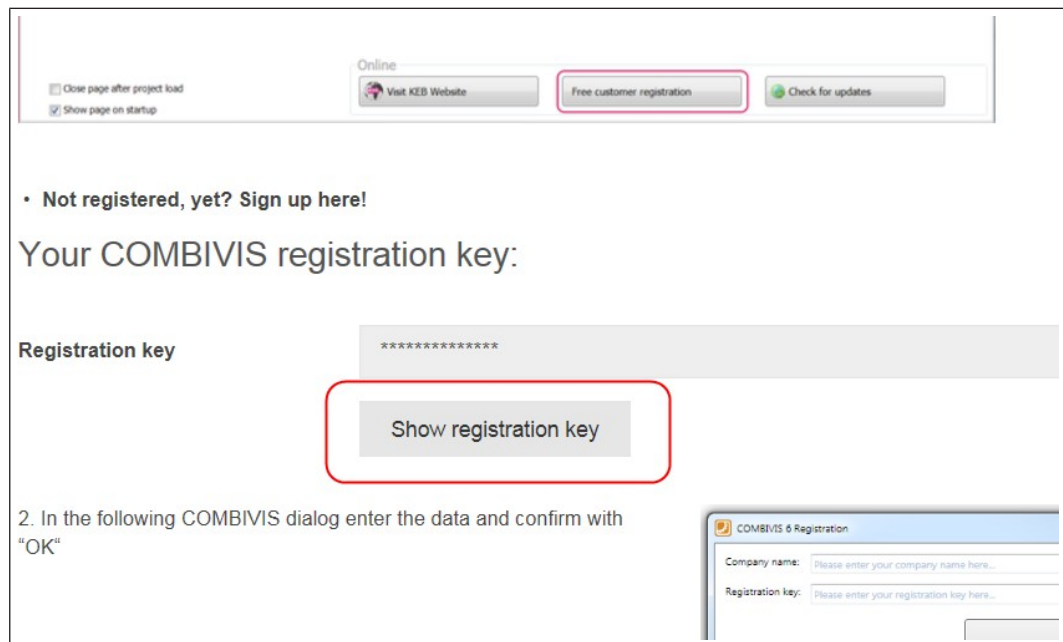 Online
Close page after project load
Visit KEB Website
Free customer registration
Check for updates
Show page on startup
• Not registered, yet? Sign up here!
Your COMBIVIS registration key:
Registration key
**************
Show registration key
2. In the following COMBIVIS dialog enter the data and confirm with
“OK“
COMBIVIS 6 Registration
Company name:
Please enter your company name here...
Registration key:
Please enter your registration key here...